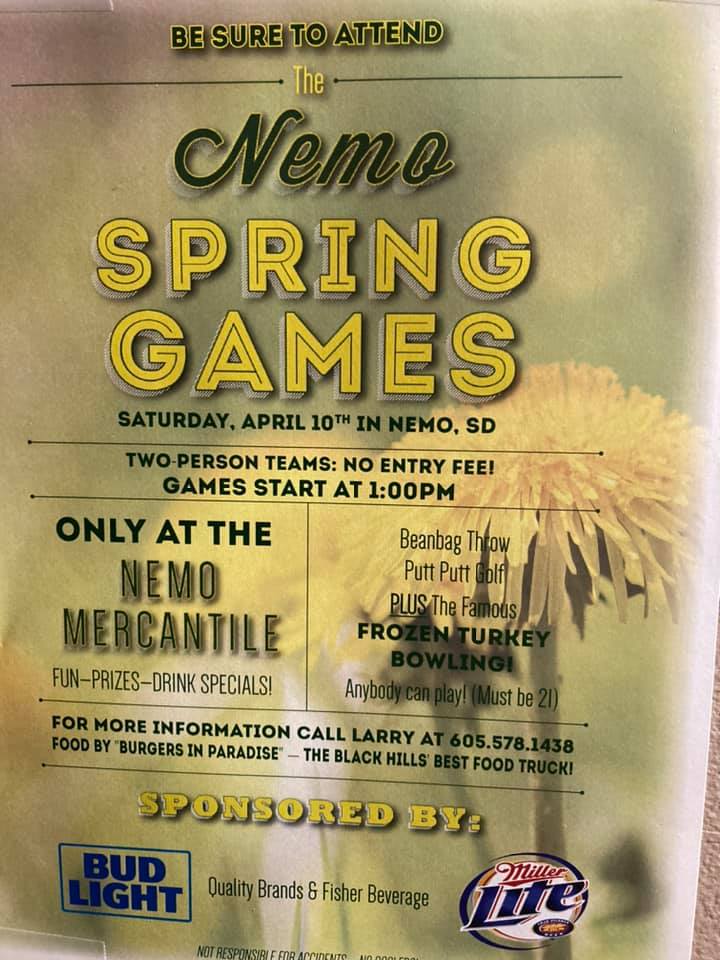 BE SURE TO ATTEND
The
Nemo
SPRING
GAMES
SATURDAY, APRIL 10TH IN NEMO, SD
TWO-PERSON TEAMS: NO ENTRY FEE!
GAMES START AT 1:00PM
ONLY AT THE
NEMO
MERCANTILE
FUN–PRIZES–DRINK SPECIALS!
Beanbag Throw
Putt Putt Golf
PLUS The Famous
FROZEN TURKEY
BOWLING!
Anybody can play! (Must be 21)
FOR MORE INFORMATION CALL LARRY AT 605.578.1438
FOOD BY "BURGERS IN PARADISE" – THE BLACK HILLS' BEST FOOD TRUCK!
SPONSORED BY:
BUD
LIGHT
Quality Brands & Fisher Beverage
Miller
Lite
NOT RESPONSIBLE FOR ACCIDENTS NO